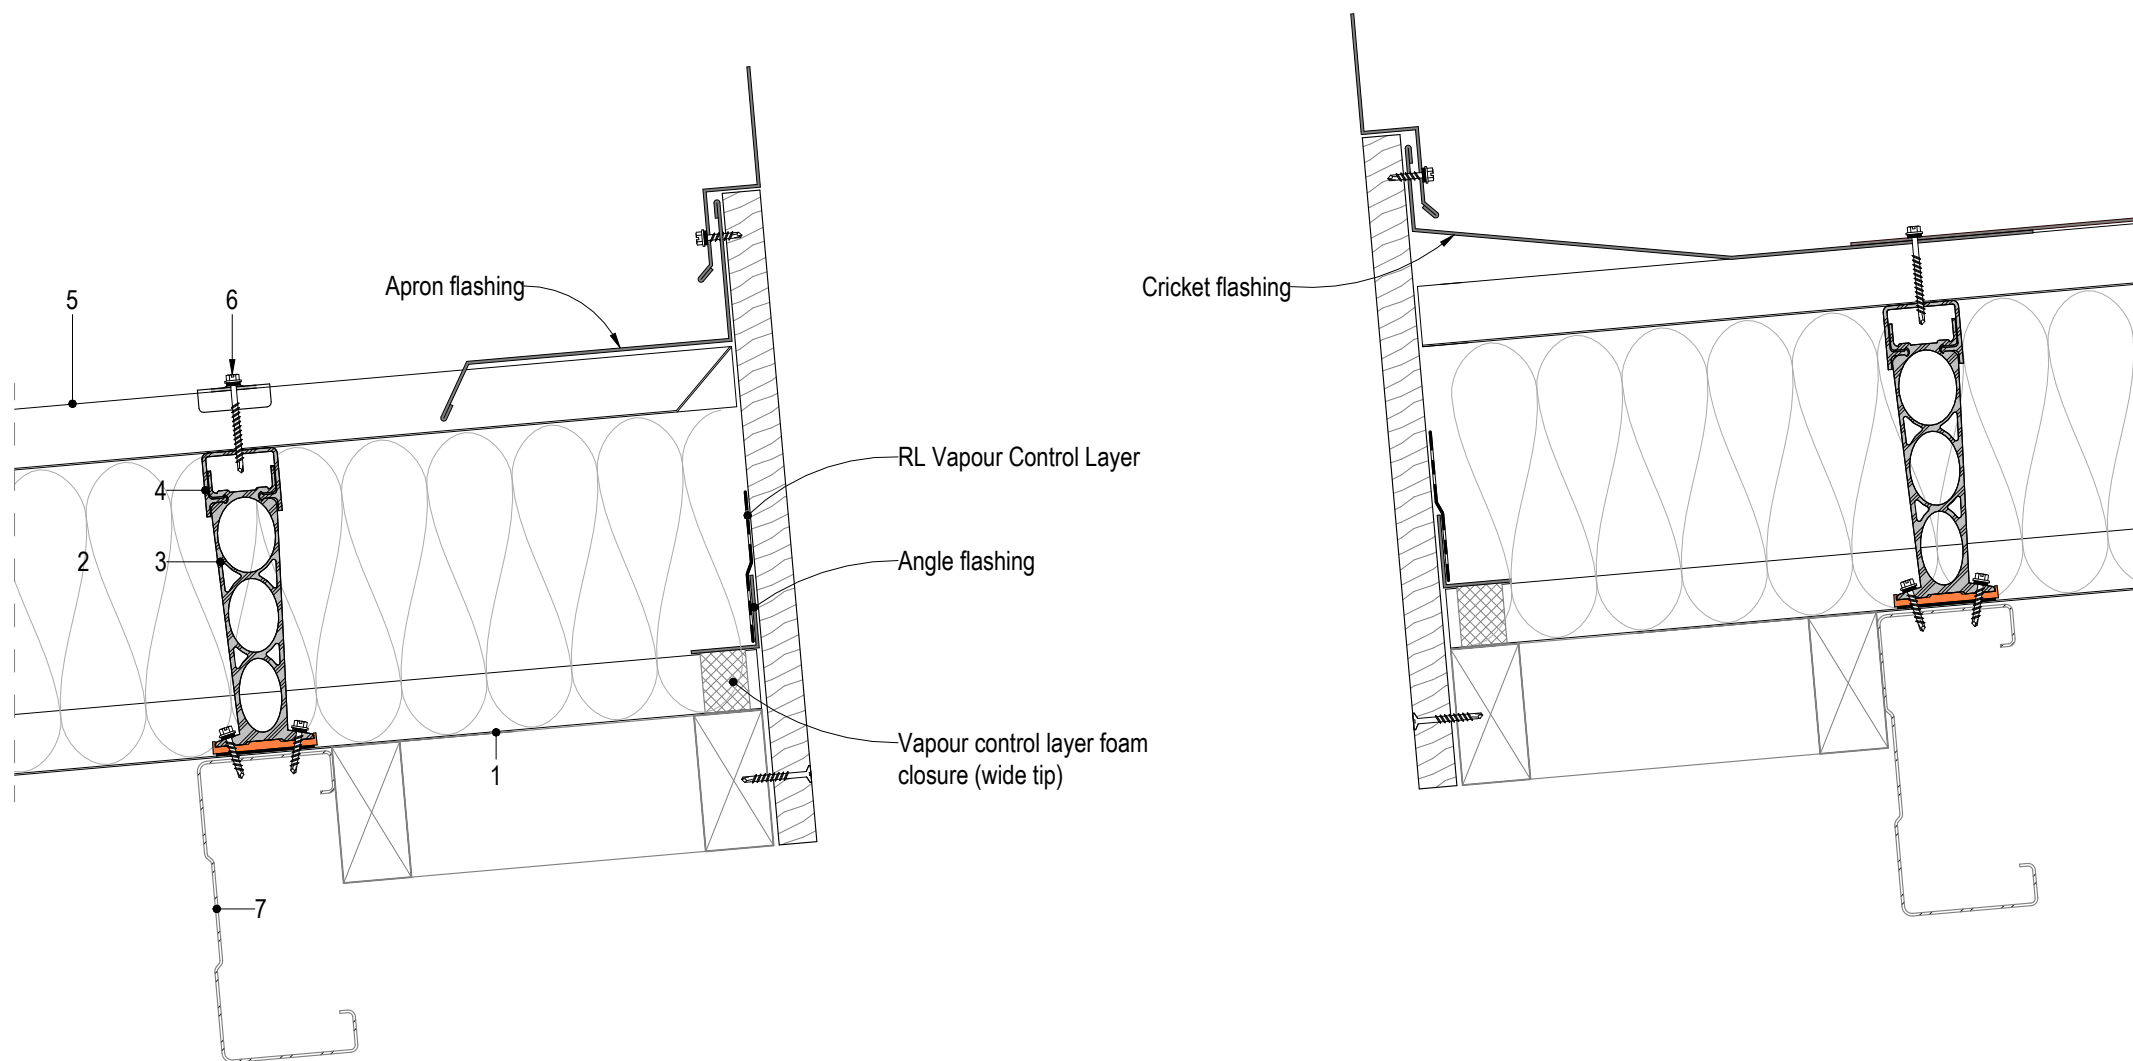 5
6
Apron flashing
Cricket flashing
4
RL Vapour Control Layer
2
3
Angle flashing
Vapour control layer foam
closure (wide tip)
1
7